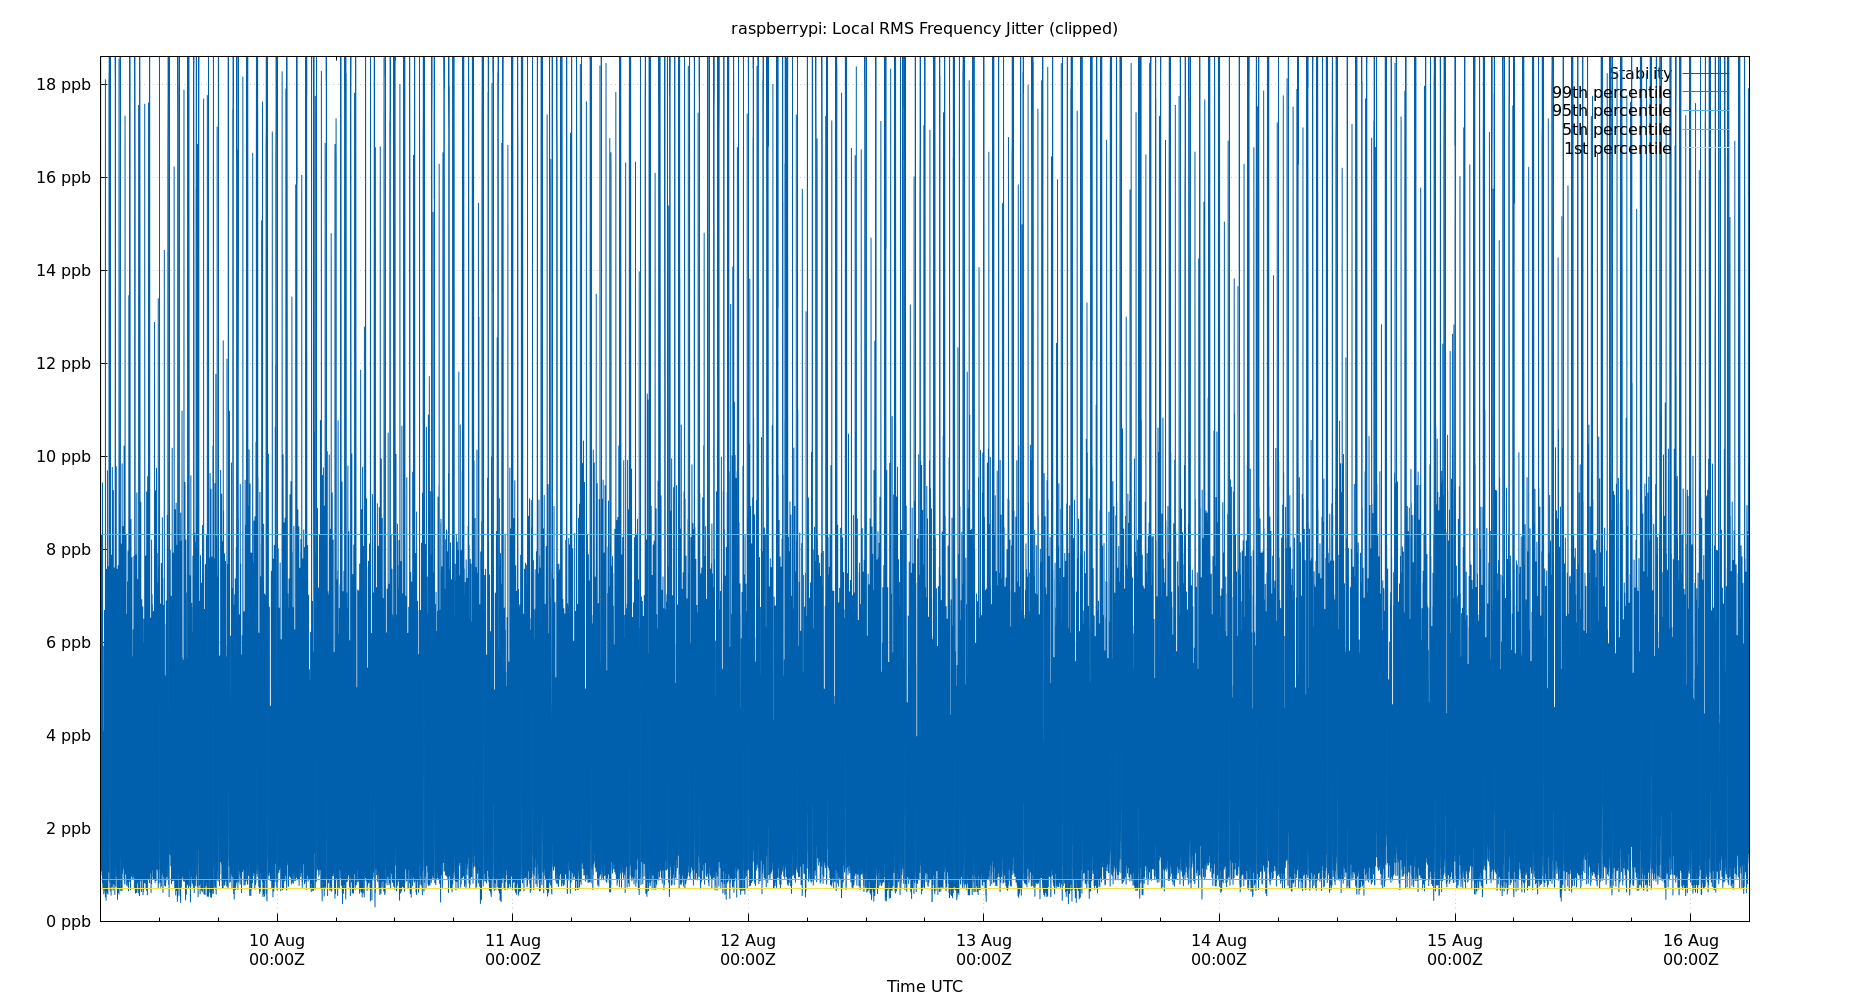 raspberrypi: Local RMS Frequency Jitter (clipped)
18 ppb
16 ppb
14 ppb
12 ppb
10 ppb
8 ppb
6 ppb
4 ppb
2 ppb
0 ppb
Stability
99th percentile
95th percentile
5th percentile
1st percentile
10 Aug 11 Aug 12 Aug 13 Aug 14 Aug 15 Aug 16 Aug
00:00Z 00:00Z 00:00Z 00:00Z 00:00Z 00:00Z 00:00Z
Time UTC